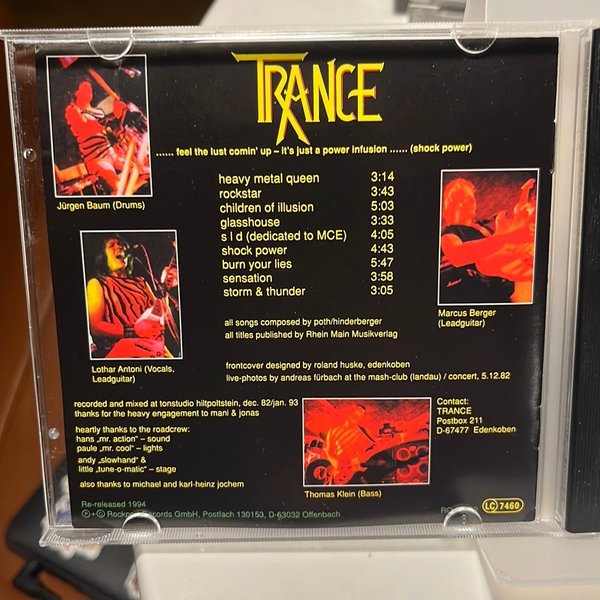 TRANCE
...... feel the lust comin' up – it's just a power infusion ...... (shock power)
heavy metal queen 3:14
rockstar 3:43
children of illusion 5:03
glasshouse 3:33
s l d (dedicated to MCE) 4:05
shock power 4:43
burn your lies 5:47
sensation 3:58
storm & thunder 3:05
Jürgen Baum (Drums)
Marcus Berger
(Leadguitar)
Lothar Antoni (Vocals,
Leadguitar)
all songs composed by poth/hinderberger
all titles published by Rhein Main Musikverlag
frontcover designed by roland huske, edenkoben
live-photos by andreas fürbach at the mash-club (landau) / concert, 5.12.82
recorded and mixed at tonstudio hiltpoltstein, dec. 82/jan. 93
thanks for the heavy engagement to mani & jonas
heartly thanks to the roadcrew:
hans „mr. action“ – sound
paule „mr. cool“ – lights
andy „slowhand“ &
little „tune-o-matic“ – stage
also thanks to michael and karl-heinz jochem
Thomas Klein (Bass)
Contact:
TRANCE
Postbox 211
D-67477 Edenkoben
Re-released 1994
℗ + © Records GmbH, Postfach 130153, D-63032 Offenbach
LC 7460